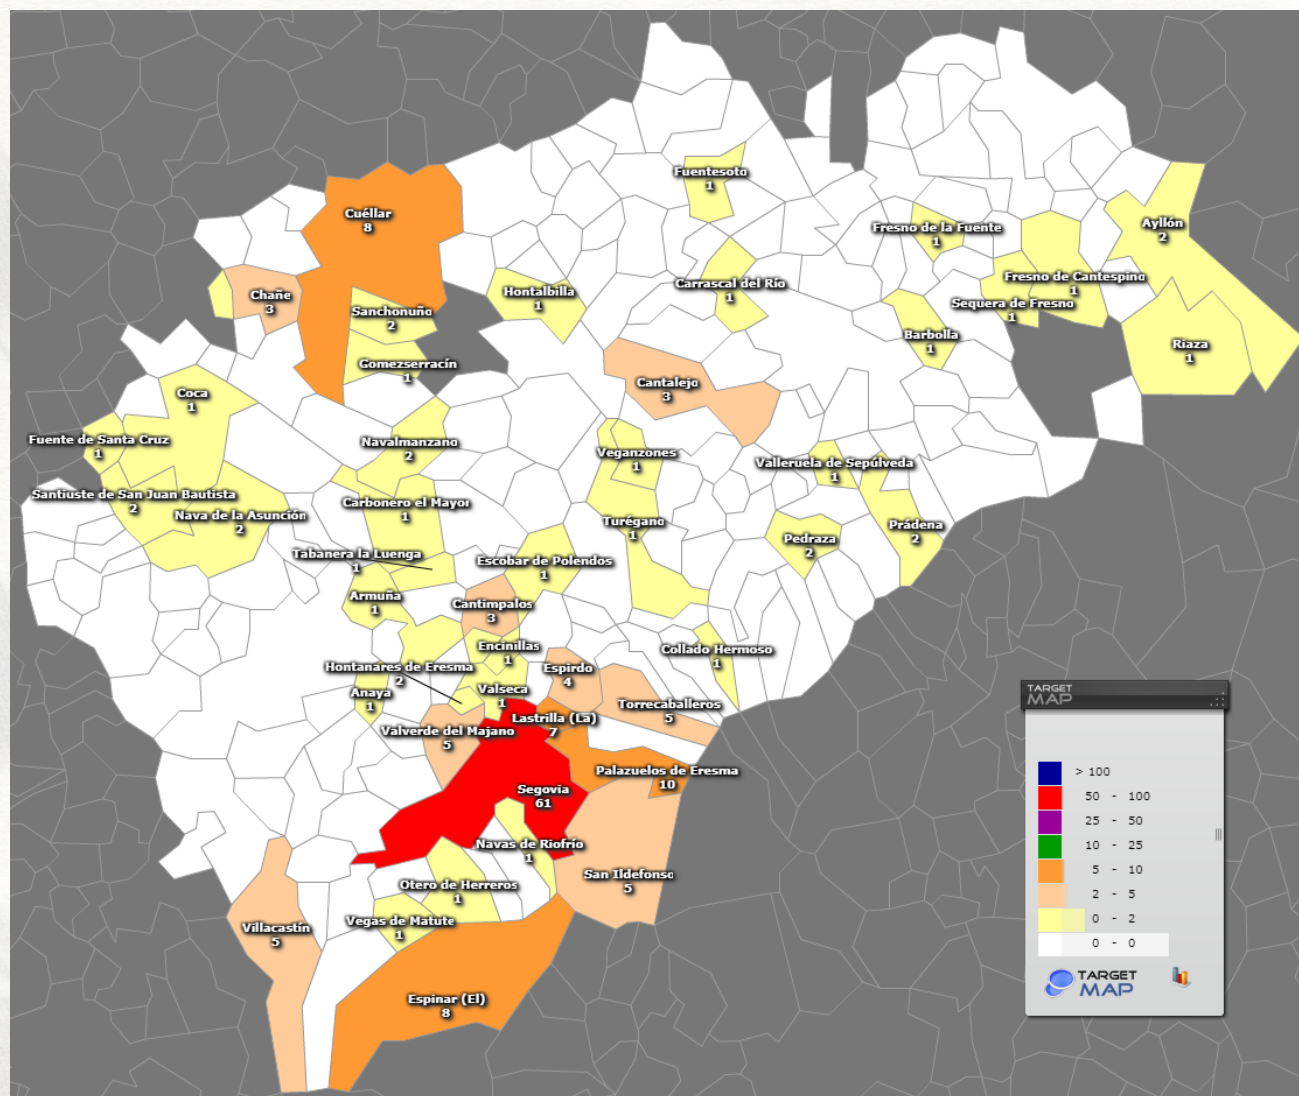 Fuentesoto
1
Cuéllar
8
Ayllón
2
Fresno de la Fuente
1
Fresno de Cantespino
1
Carrascal del Río
1
Hontalbilla
1
Chañe
3
Sequera de Fresno
1
Sanchonuño
2
Barbolla
1
Riaza
1
Gomezserracín
1
Cantalejo
3
Coca
1
Fuente de Santa Cruz
1
Navalmanzano
2
Veganzones
1
Valleruela de Sepúlveda
1
Santiuste de San Juan Bautista
2
Carbonero el Mayor
1
Nava de la Asunción
2
Turégano
1
Prádena
2
Pedraza
2
Tabanera la Luenga
1
Escobar de Polendos
1
Armuña
1
Cantimpalos
3
Encinillas
1
Collado Hermoso
1
Hontanares de Eresma
2
Espirdo
4
Anaya
1
Valseca
1
Torrecaballeros
5
Lastrilla (La)
7
Valverde del Majano
5
Palazuelos de Eresma
10
Segovia
61
Navas de Riofrío
1
San Ildefonso
5
Otero de Herreros
1
Vegas de Matute
1
Villacastín
5
Espinar (El)
8
TARGET
MAP
> 100
50 - 100
25 - 50
10 - 25
5 - 10
2 - 5
0 - 2
0 - 0
TARGET
MAP